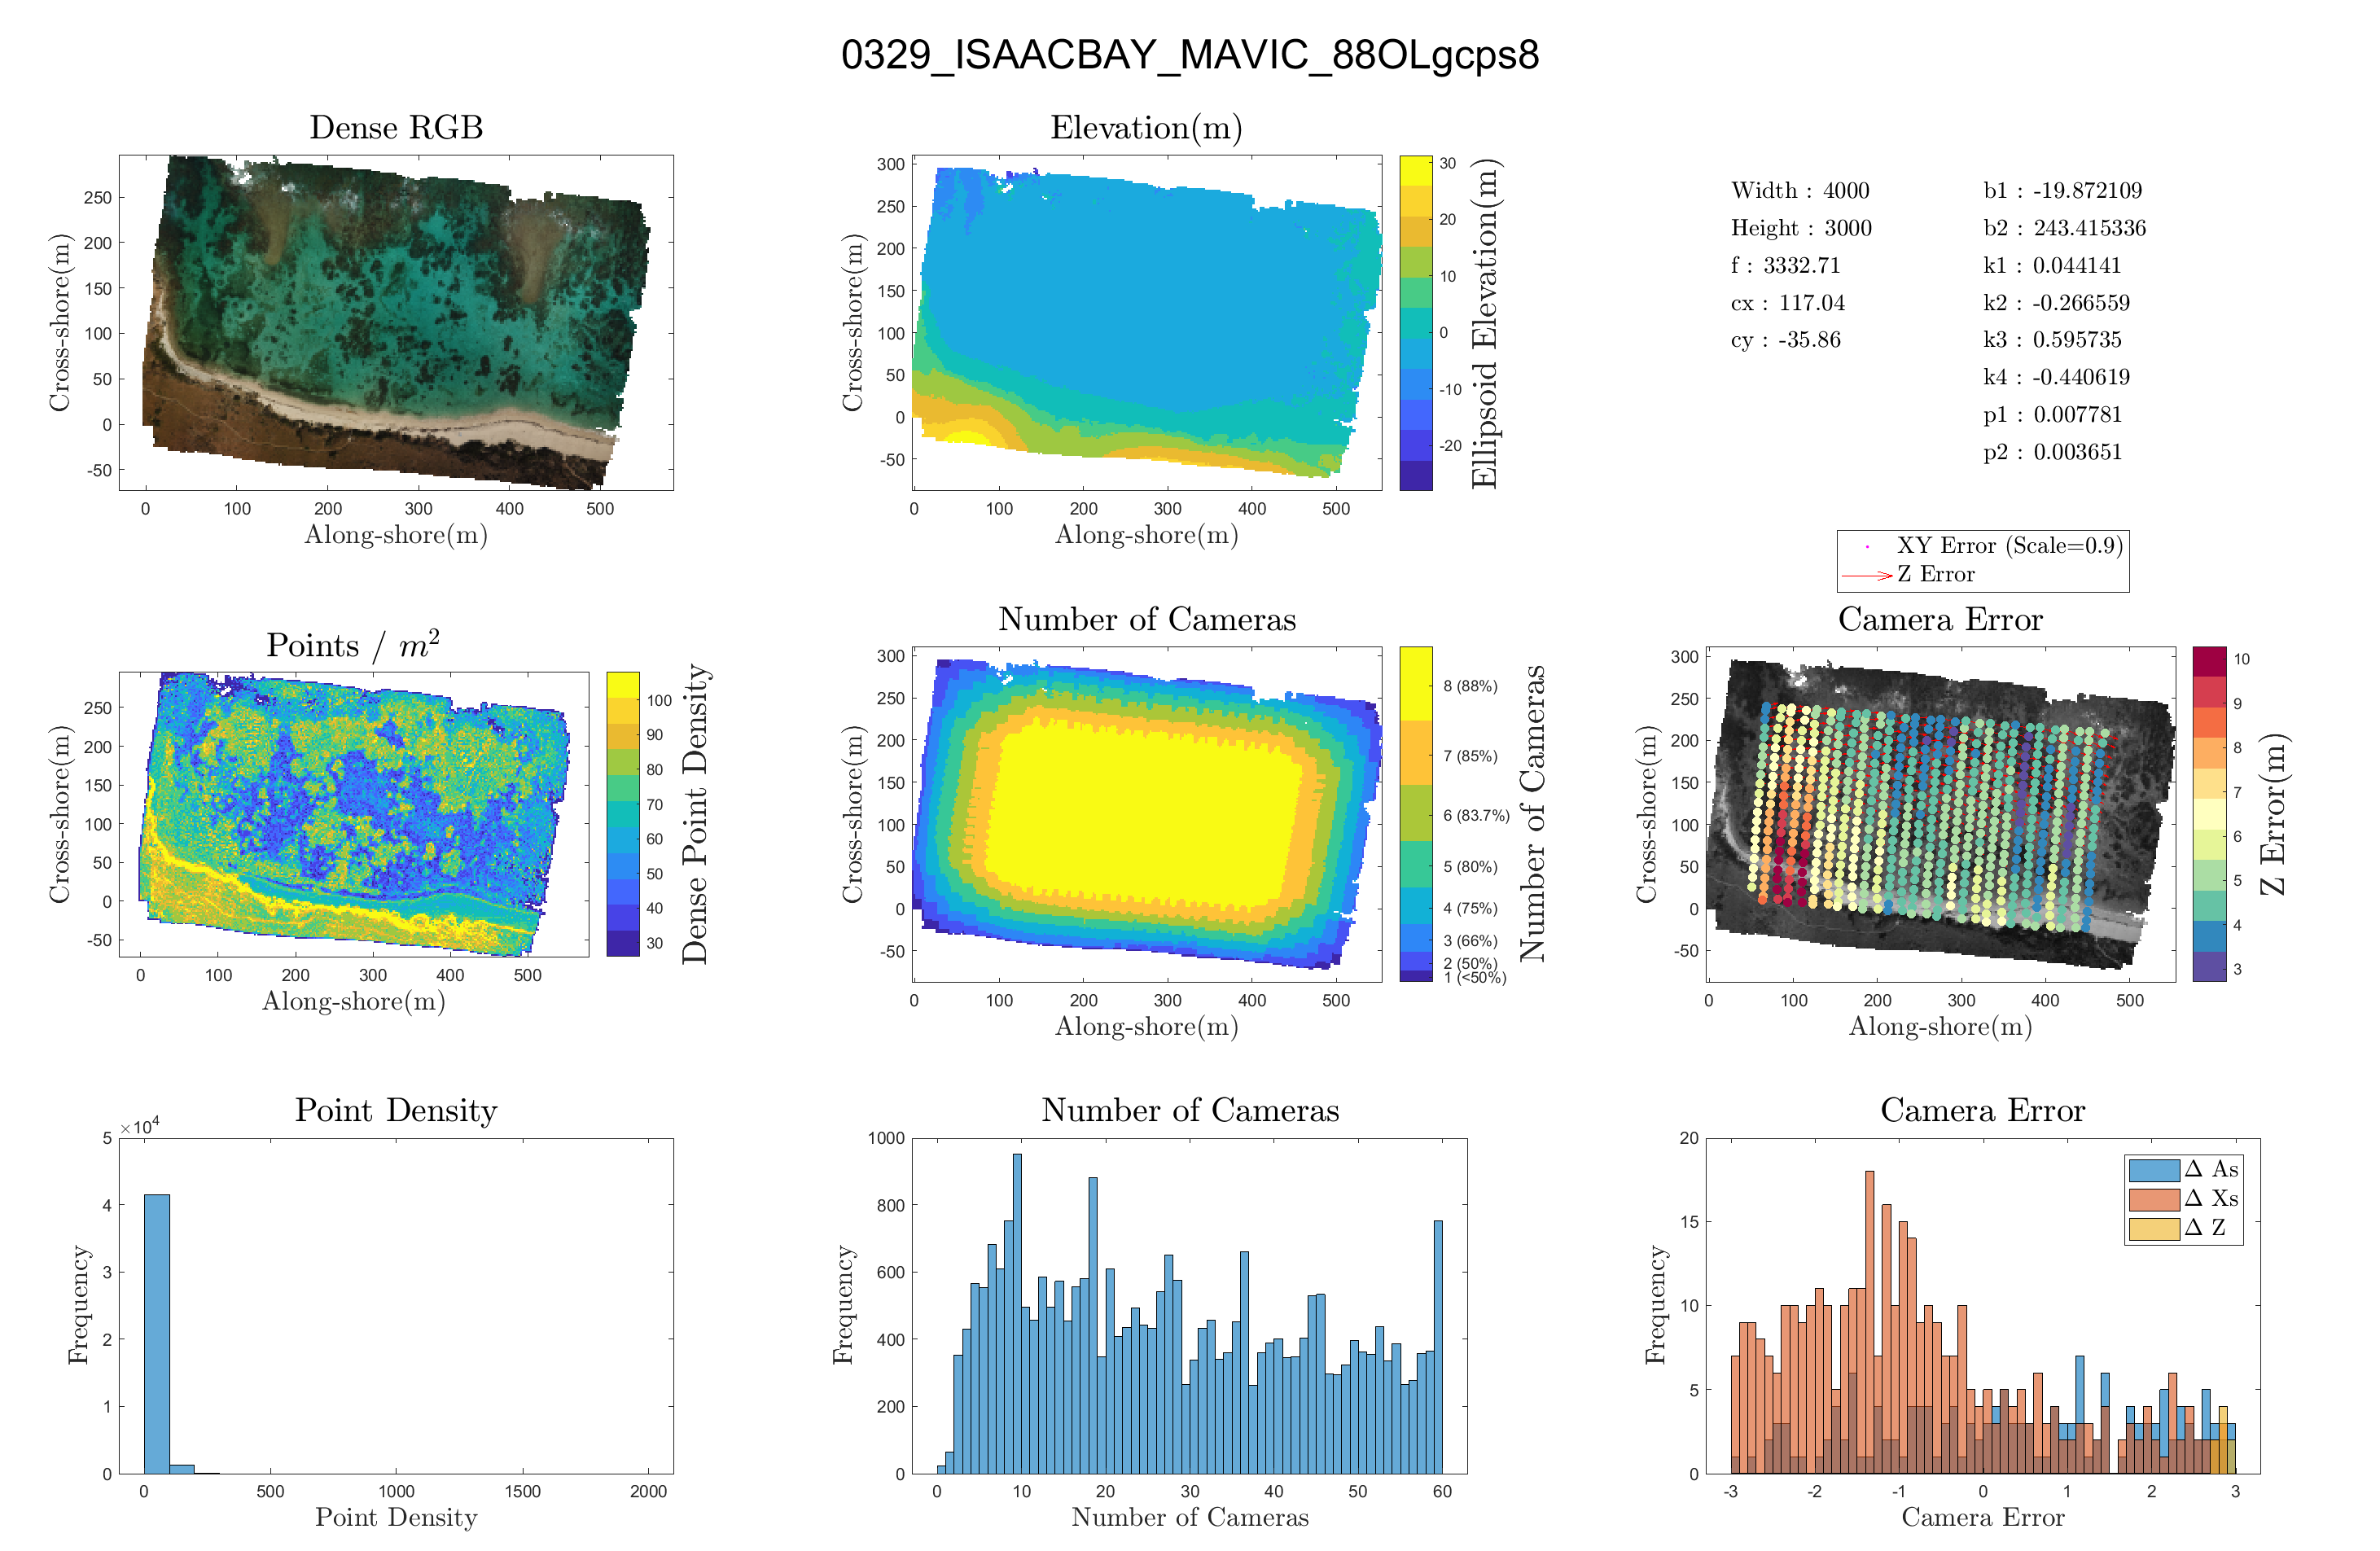 0329_ISAACBAY_MAVIC_88OLgcps8
Dense RGB
Cross-shore(m)
250
200
150
100
50
0
-50
0 100 200 300 400 500
Along-shore(m)
Elevation(m)
Cross-shore(m)
300
250
200
150
100
50
0
-50
0 100 200 300 400 500
Along-shore(m)
30
20
10
0
-10
-20
Ellipsoid Elevation(m)
Width : 4000
Height : 3000
f : 3332.71
cx : 117.04
cy : -35.86
b1 : -19.872109
b2 : 243.415336
k1 : 0.044141
k2 : -0.266559
k3 : 0.595735
k4 : -0.440619
p1 : 0.007781
p2 : 0.003651
Points / m²
Cross-shore(m)
250
200
150
100
50
0
-50
0 100 200 300 400 500
Along-shore(m)
100
90
80
70
60
50
40
30
Dense Point Density
Number of Cameras
Cross-shore(m)
300
250
200
150
100
50
0
-50
0 100 200 300 400 500
Along-shore(m)
8 (88%)
7 (85%)
6 (83.7%)
5 (80%)
4 (75%)
3 (66%)
2 (50%)
1 (<50%)
Number of Cameras
XY Error (Scale=0.9)
Z Error
Camera Error
Cross-shore(m)
300
250
200
150
100
50
0
-50
0 100 200 300 400 500
Along-shore(m)
10
9
8
7
6
5
4
3
Z Error(m)
Point Density
×10⁴
Frequency
5
4
3
2
1
0
0 500 1000 1500 2000
Point Density
Number of Cameras
Frequency
1000
800
600
400
200
0
0 10 20 30 40 50 60
Number of Cameras
Camera Error
Frequency
20
15
10
5
0
-3 -2 -1 0 1 2 3
Camera Error
Δ As
Δ Xs
Δ Z